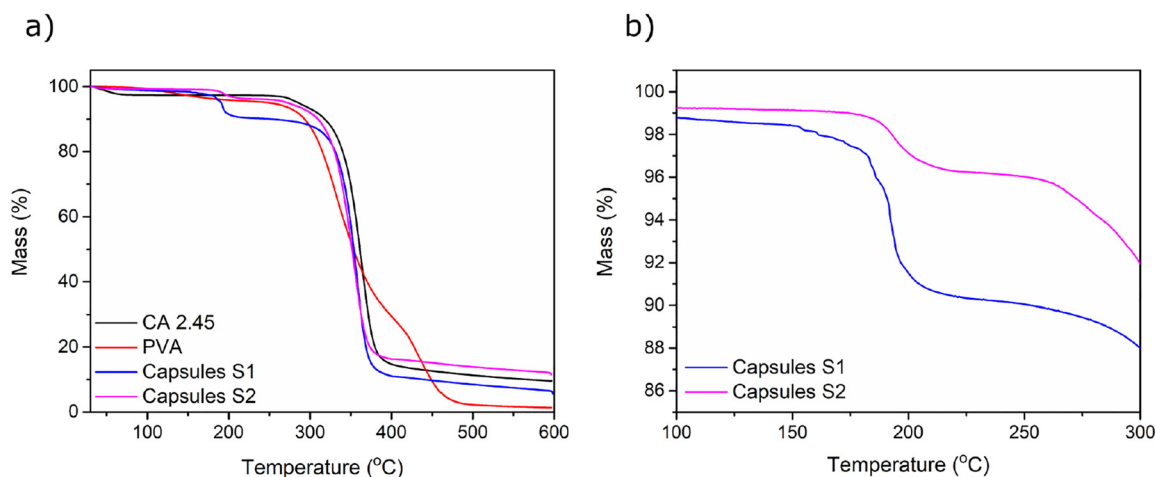 a)
100
80
60
40
20
0
Mass (%)
CA 2.45
PVA
Capsules S1
Capsules S2
100 200 300 400 500 600
Temperature (°C)
b)
100
98
96
94
92
90
88
86
Mass (%)
Capsules S1
Capsules S2
100 150 200 250 300
Temperature (°C)